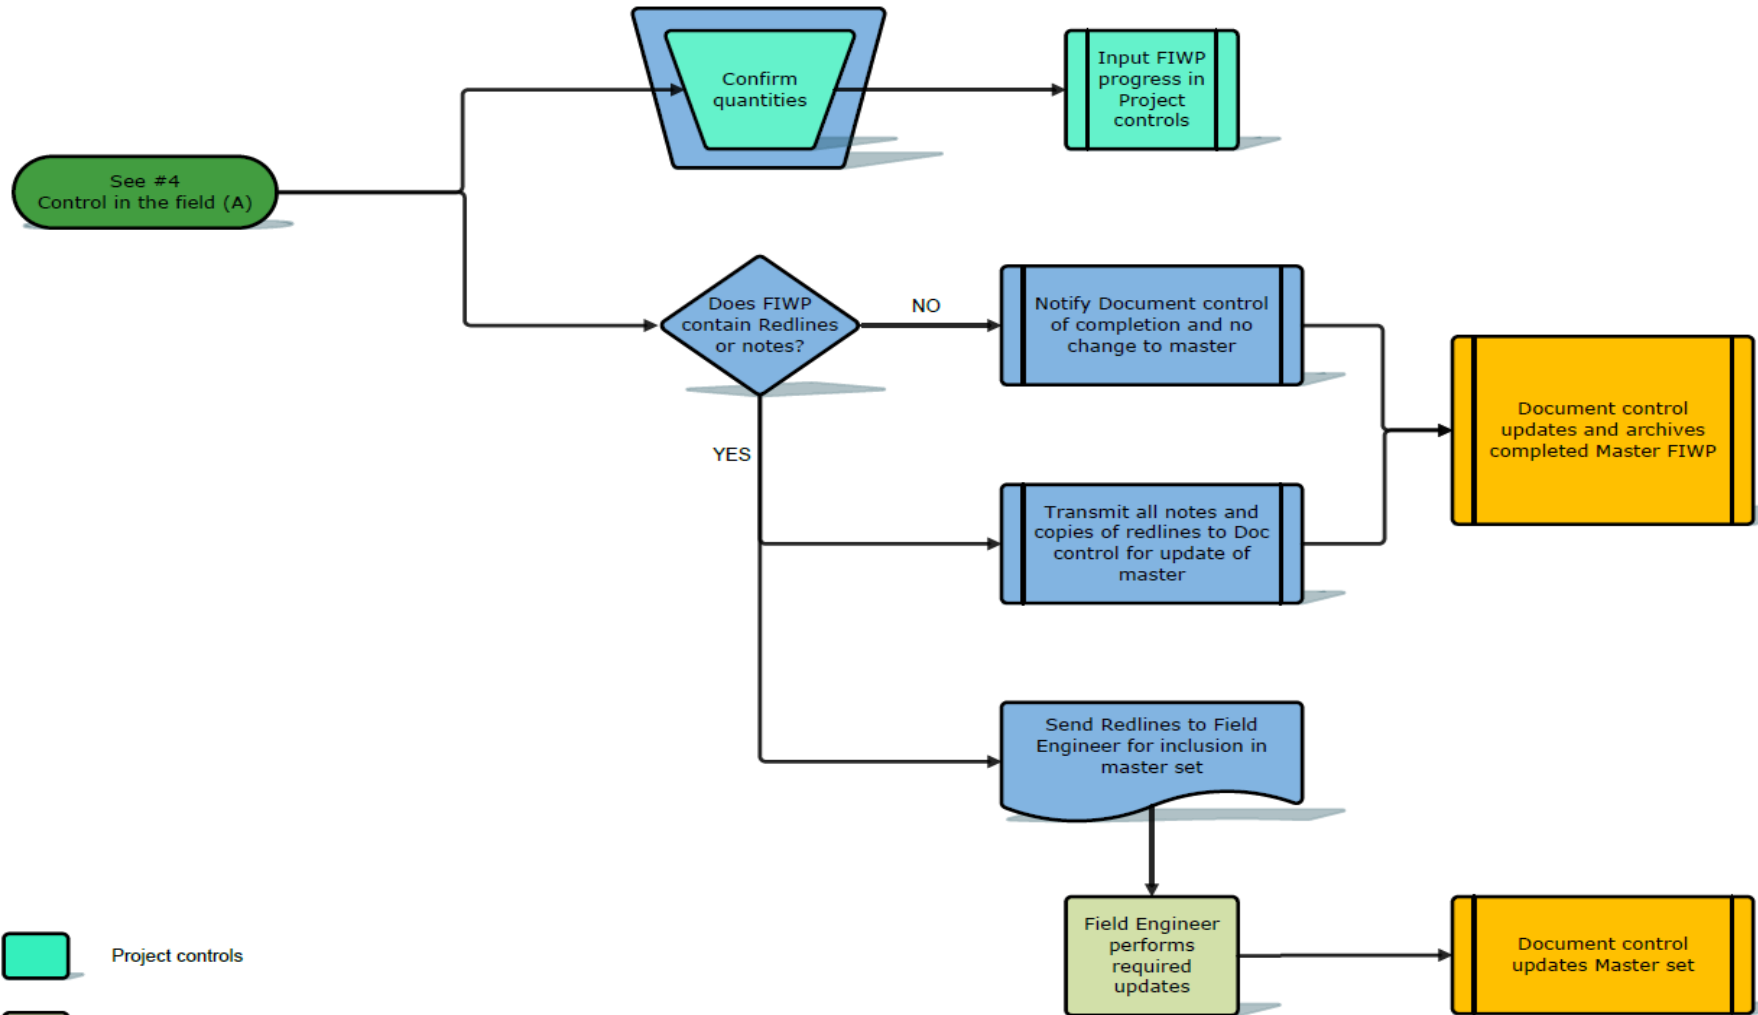 Confirm
quantities
Input FIWP
progress in
Project
controls
See #4
Control in the field (A)
Does FIWP
contain Redlines
or notes?
NO
Notify Document control
of completion and no
change to master
Document control
updates and archives
completed Master FIWP
YES
Transmit all notes and
copies of redlines to Doc
control for update of
master
Send Redlines to Field
Engineer for inclusion in
master set
Field Engineer
performs
required
updates
Document control
updates Master set
Project controls